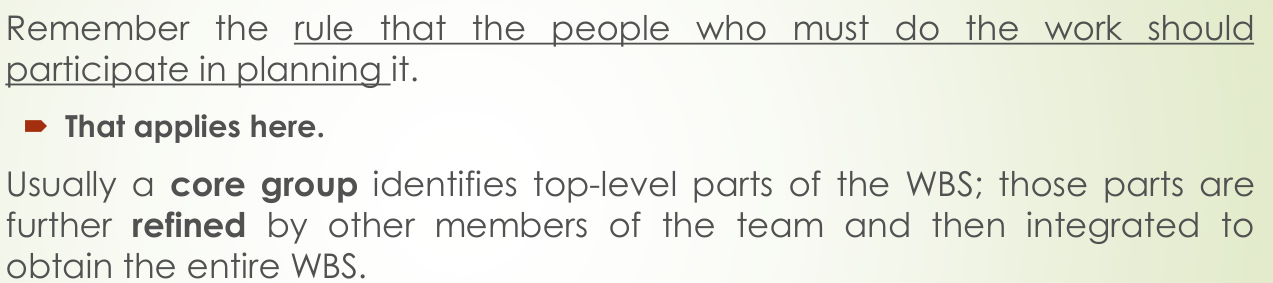 Remember the rule that the people who must do the work should
participate in planning it.
That applies here.
Usually a core group identifies top-level parts of the WBS; those parts are
further refined by other members of the team and then integrated to
obtain the entire WBS.